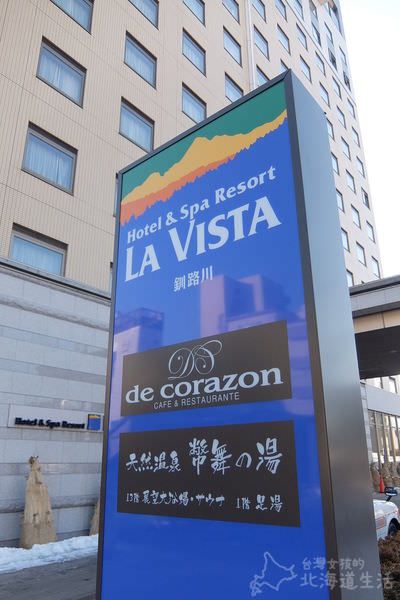 Hotel & Spa Resort
LA VISTA
釧路川
de corazon
CAFE & RESTAURANTE
天然温泉 幣舞の湯
13階 展望大浴場・サウナ 1階 足湯
Hotel & Spa Resort
台灣女孩的
北海道生活